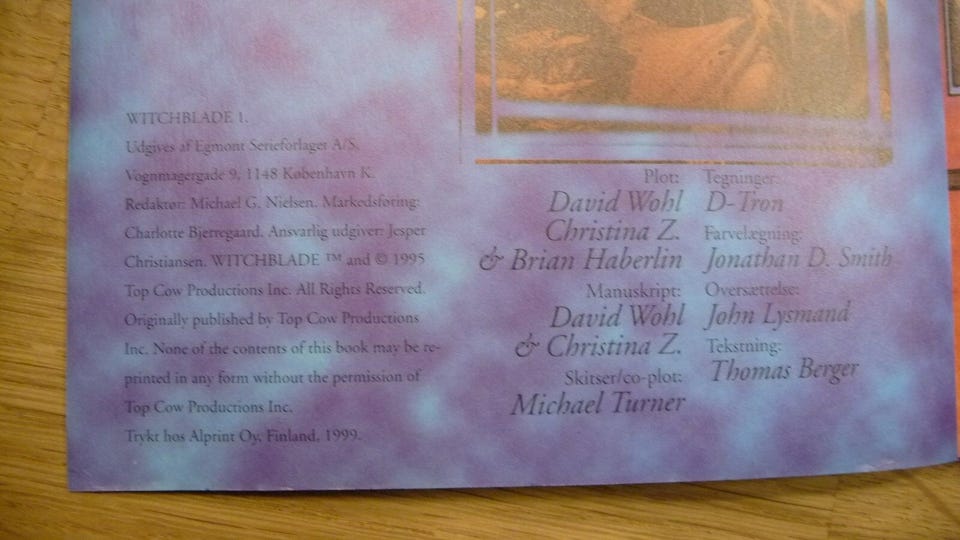 WITCHBLADE 1.
Udgives af Egmont Serieforlaget A/S,
Vognmagergade 9, 1148 København K.
Redaktør: Michael G. Nielsen. Markedsføring:
Charlotte Bjerregaard. Ansvarlig udgiver: Jesper
Christiansen. WITCHBLADE ™ and © 1995
Top Cow Productions Inc. All Rights Reserved.
Originally published by Top Cow Productions
Inc. None of the contents of this book may be re-
printed in any form without the permission of
Top Cow Productions Inc.
Trykt hos Alprint Oy, Finland, 1999.
Plot:
David Wohl
Christina Z.
& Brian Haberlin
Manuskript:
David Wohl
& Christina Z.
Skitser/co-plot:
Michael Turner
Tegninger:
D-Tron
Farvelægning:
Jonathan D. Smith
Oversættelse:
John Lysmand
Tekstning:
Thomas Berger